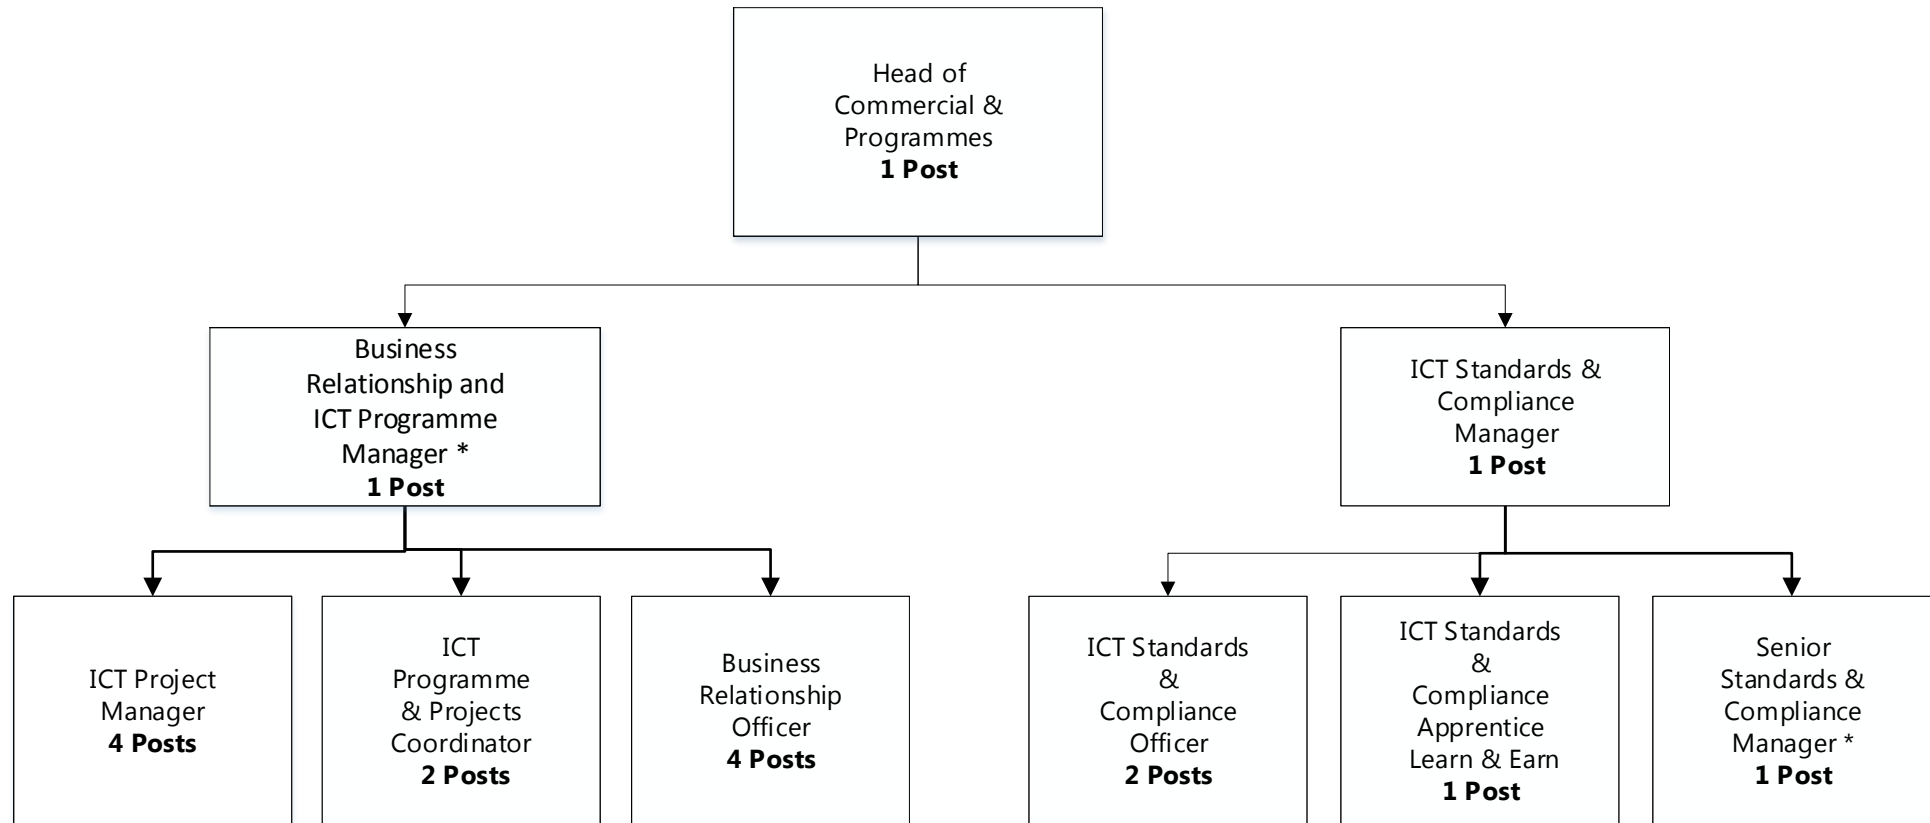 Head of
Commercial &
Programmes
1 Post
Business
Relationship and
ICT Programme
Manager *
1 Post
ICT Standards &
Compliance
Manager
1 Post
ICT Project
Manager
4 Posts
ICT
Programme
& Projects
Coordinator
2 Posts
Business
Relationship
Officer
4 Posts
ICT Standards
&
Compliance
Officer
2 Posts
ICT Standards
&
Compliance
Apprentice
Learn & Earn
1 Post
Senior
Standards &
Compliance
Manager *
1 Post